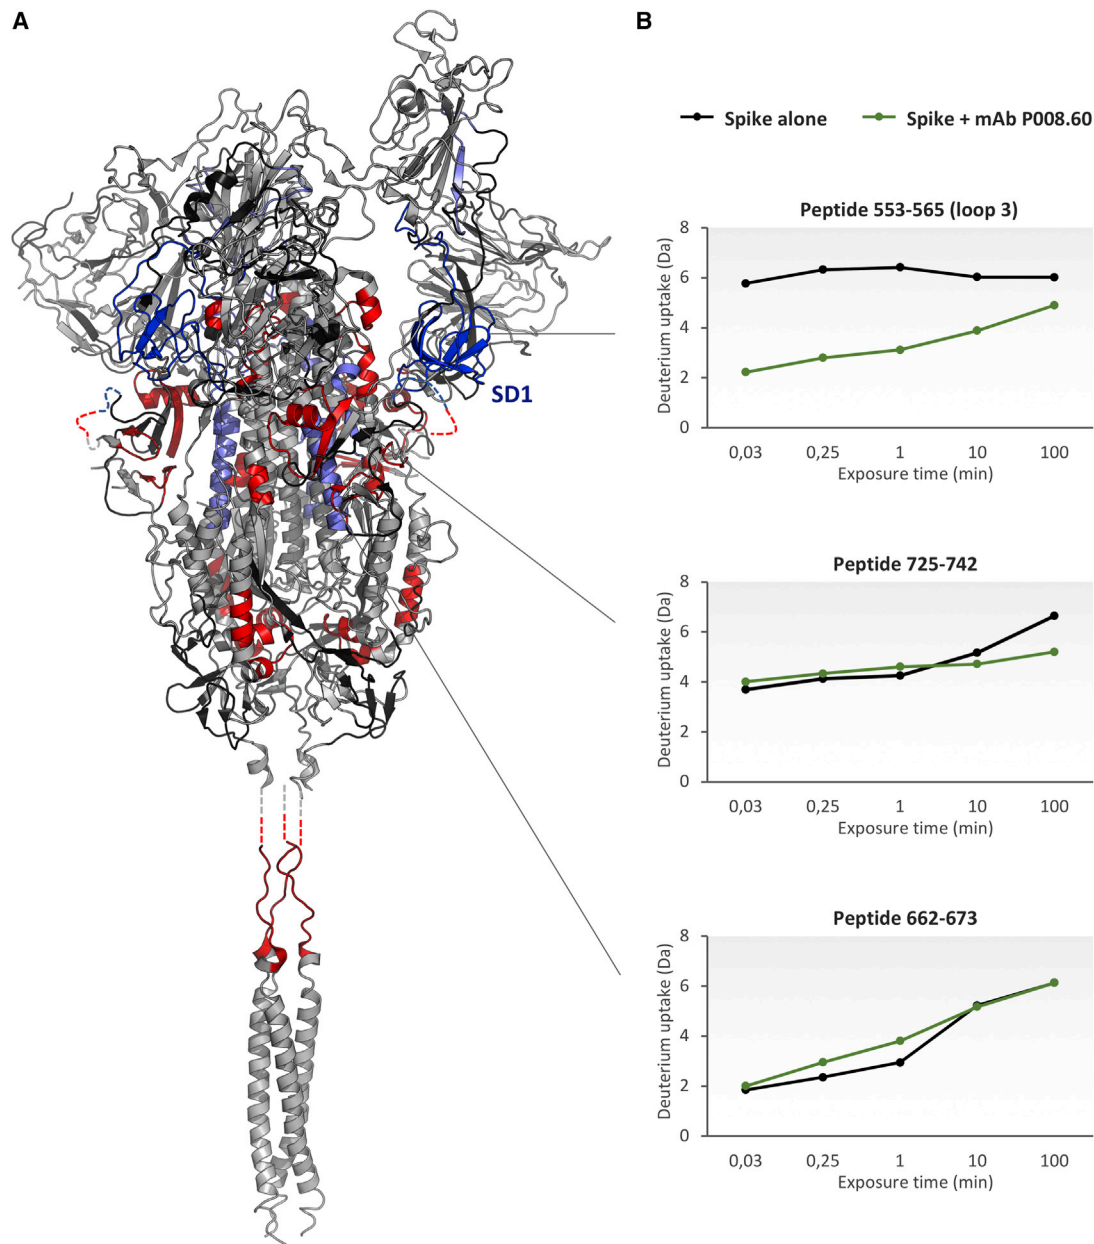 A
B
Spike alone
Spike + mAb P008.60
SD1
Peptide 553-565 (loop 3)
Deuterium uptake (Da)
8
6
4
2
0
0,03 0,25 1 10 100
Exposure time (min)
Peptide 725-742
Deuterium uptake (Da)
8
6
4
2
0
0,03 0,25 1 10 100
Exposure time (min)
Peptide 662-673
Deuterium uptake (Da)
8
6
4
2
0
0,03 0,25 1 10 100
Exposure time (min)